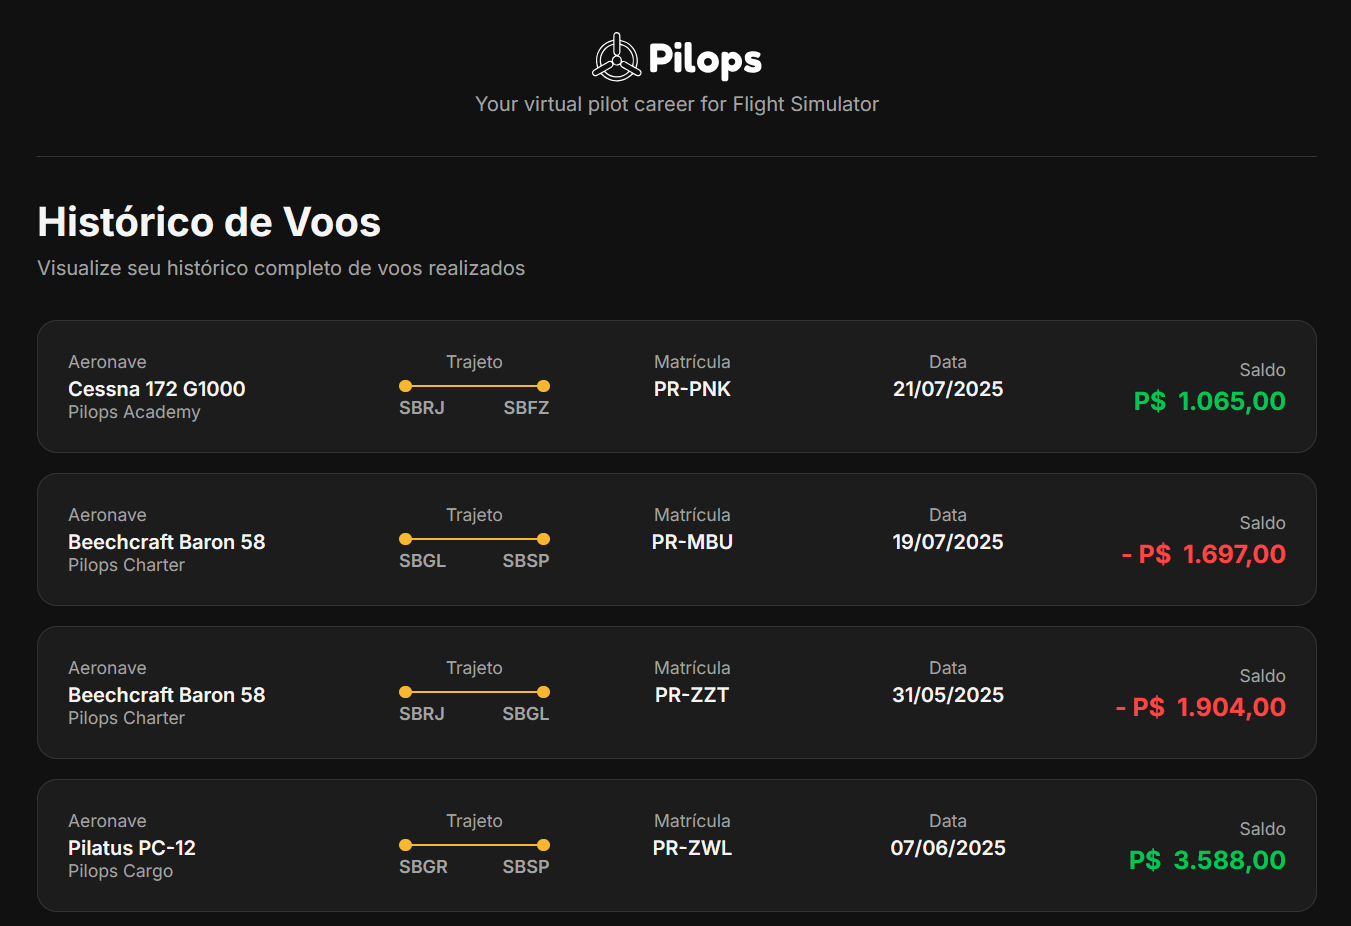 Pilops
Your virtual pilot career for Flight Simulator
Histórico de Voos
Visualize seu histórico completo de voos realizados
Aeronave
Cessna 172 G1000
Pilops Academy
Trajeto
SBRJ SBFZ
Matrícula
PR-PNK
Data
21/07/2025
Saldo
P$ 1.065,00
Aeronave
Beechcraft Baron 58
Pilops Charter
Trajeto
SBGL SBSP
Matrícula
PR-MBU
Data
19/07/2025
Saldo
- P$ 1.697,00
Aeronave
Beechcraft Baron 58
Pilops Charter
Trajeto
SBRJ SBGL
Matrícula
PR-ZZT
Data
31/05/2025
Saldo
- P$ 1.904,00
Aeronave
Pilatus PC-12
Pilops Cargo
Trajeto
SBGR SBSP
Matrícula
PR-ZWL
Data
07/06/2025
Saldo
P$ 3.588,00